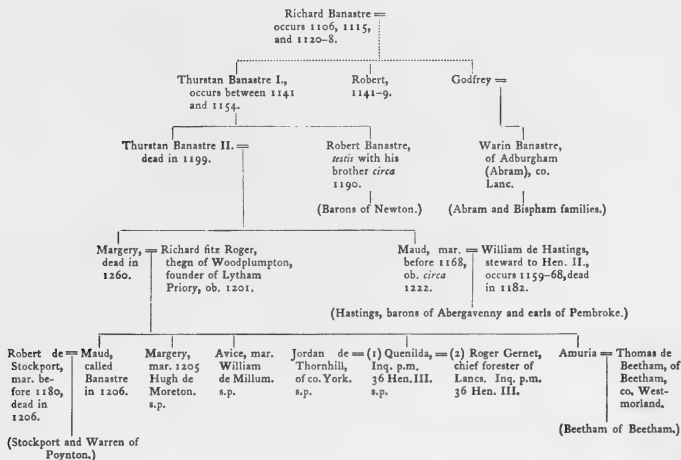 Richard Banastre =
occurs 1106, 1115,
and 1120–8.
Thurstan Banastre I.,
occurs between 1141
and 1154.
Robert,
1141–9.
Godfrey =
Thurstan Banastre II. =
dead in 1199.
Robert Banastre,
testis with his
brother circa
1190.
(Barons of Newton.)
Warin Banastre,
of Adburgham
(Abram), co.
Lanc.
(Abram and Bispham families.)
Margery, =
dead in
1260.
Richard fitz Roger,
thegn of Woodplumpton,
founder of Lytham
Priory, ob. 1201.
Maud, mar. =
before 1168,
ob. circa
1222.
William de Hastings,
steward to Hen. II.,
occurs 1159–68, dead
in 1182.
(Hastings, barons of Abergavenny and earls of Pembroke.)
Robert de =
Stockport,
mar. be-
fore 1180,
dead in
1206.
Maud,
called
Banastre
in 1206.
(Stockport and Warren of
Poynton.)
Margery,
mar. 1205
Hugh de
Moreton.
s.p.
Avice, mar.
William
de Millum.
s.p.
Jordan de =
Thornhill,
of co. York.
s.p.
(1) Quenilda, =
Inq. p.m.
36 Hen. III.
s.p.
(2) Roger Gernet,
chief forester of
Lancs. Inq. p.m.
36 Hen. III.
Amuria =
Thomas de
Beetham, of
Beetham,
co. West-
morland.
(Beetham of Beetham.)